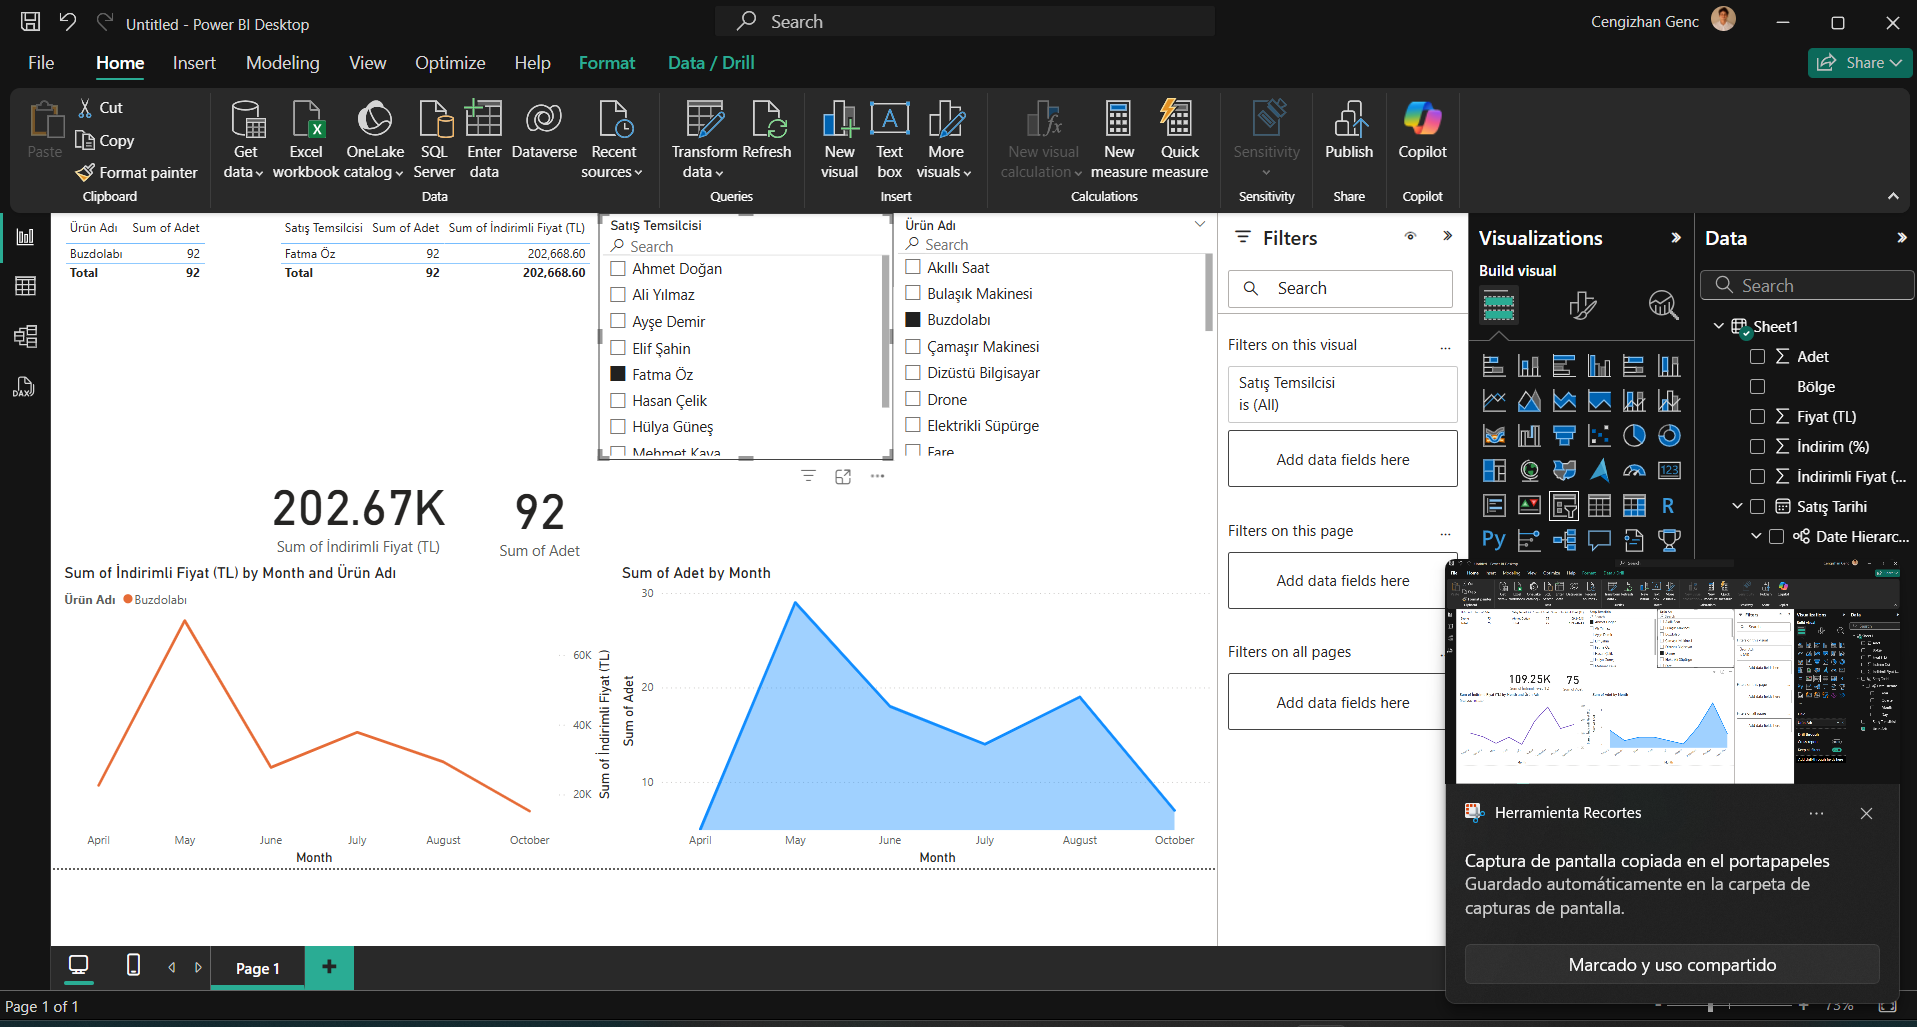 Untitled - Power BI Desktop
Search
Cengizhan Genc
File
Home
Insert
Modeling
View
Optimize
Help
Format
Data / Drill
Share
Paste
Cut
Copy
Format painter
Clipboard
Get data
Excel workbook
OneLake catalog
SQL Server
Enter data
Dataverse
Recent sources
Data
Transform data
Refresh
Queries
New visual
Text box
More visuals
Insert
New visual calculation
New measure
Quick measure
Calculations
Sensitivity
Sensitivity
Publish
Share
Copilot
Copilot
Ürün Adı Sum of Adet
Buzdolabı 92
Total 92
Satış Temsilcisi Sum of Adet Sum of İndirimli Fiyat (TL)
Fatma Öz 92 202,668.60
Total 92 202,668.60
Satış Temsilcisi
Search
Ahmet Doğan
Ali Yılmaz
Ayşe Demir
Elif Şahin
Fatma Öz
Hasan Çelik
Hülya Güneş
Mehmet Kaya
Ürün Adı
Search
Akıllı Saat
Bulaşık Makinesi
Buzdolabı
Çamaşır Makinesi
Dizüstü Bilgisayar
Drone
Elektrikli Süpürge
Fare
202.67K
Sum of İndirimli Fiyat (TL)
92
Sum of Adet
Sum of İndirimli Fiyat (TL) by Month and Ürün Adı
Ürün Adı Buzdolabı
60K
40K
20K
Sum of İndirimli Fiyat (TL)
April May June July August October
Month
Sum of Adet by Month
30
20
10
Sum of Adet
April May June July August October
Month
Filters
Search
Filters on this visual ...
Satış Temsilcisi
is (All)
Add data fields here
Filters on this page ...
Add data fields here
Filters on all pages
Add data fields here
Visualizations
Build visual
123
R
Py
Data
Search
Sheet1
Adet
Bölge
Fiyat (TL)
İndirim (%)
İndirimli Fiyat (...
Satış Tarihi
Date Hierarc...
DAX
109.25K 75
Herramienta Recortes
Captura de pantalla copiada en el portapapeles
Guardado automáticamente en la carpeta de
capturas de pantalla.
Marcado y uso compartido
Page 1
Page 1 of 1
73%